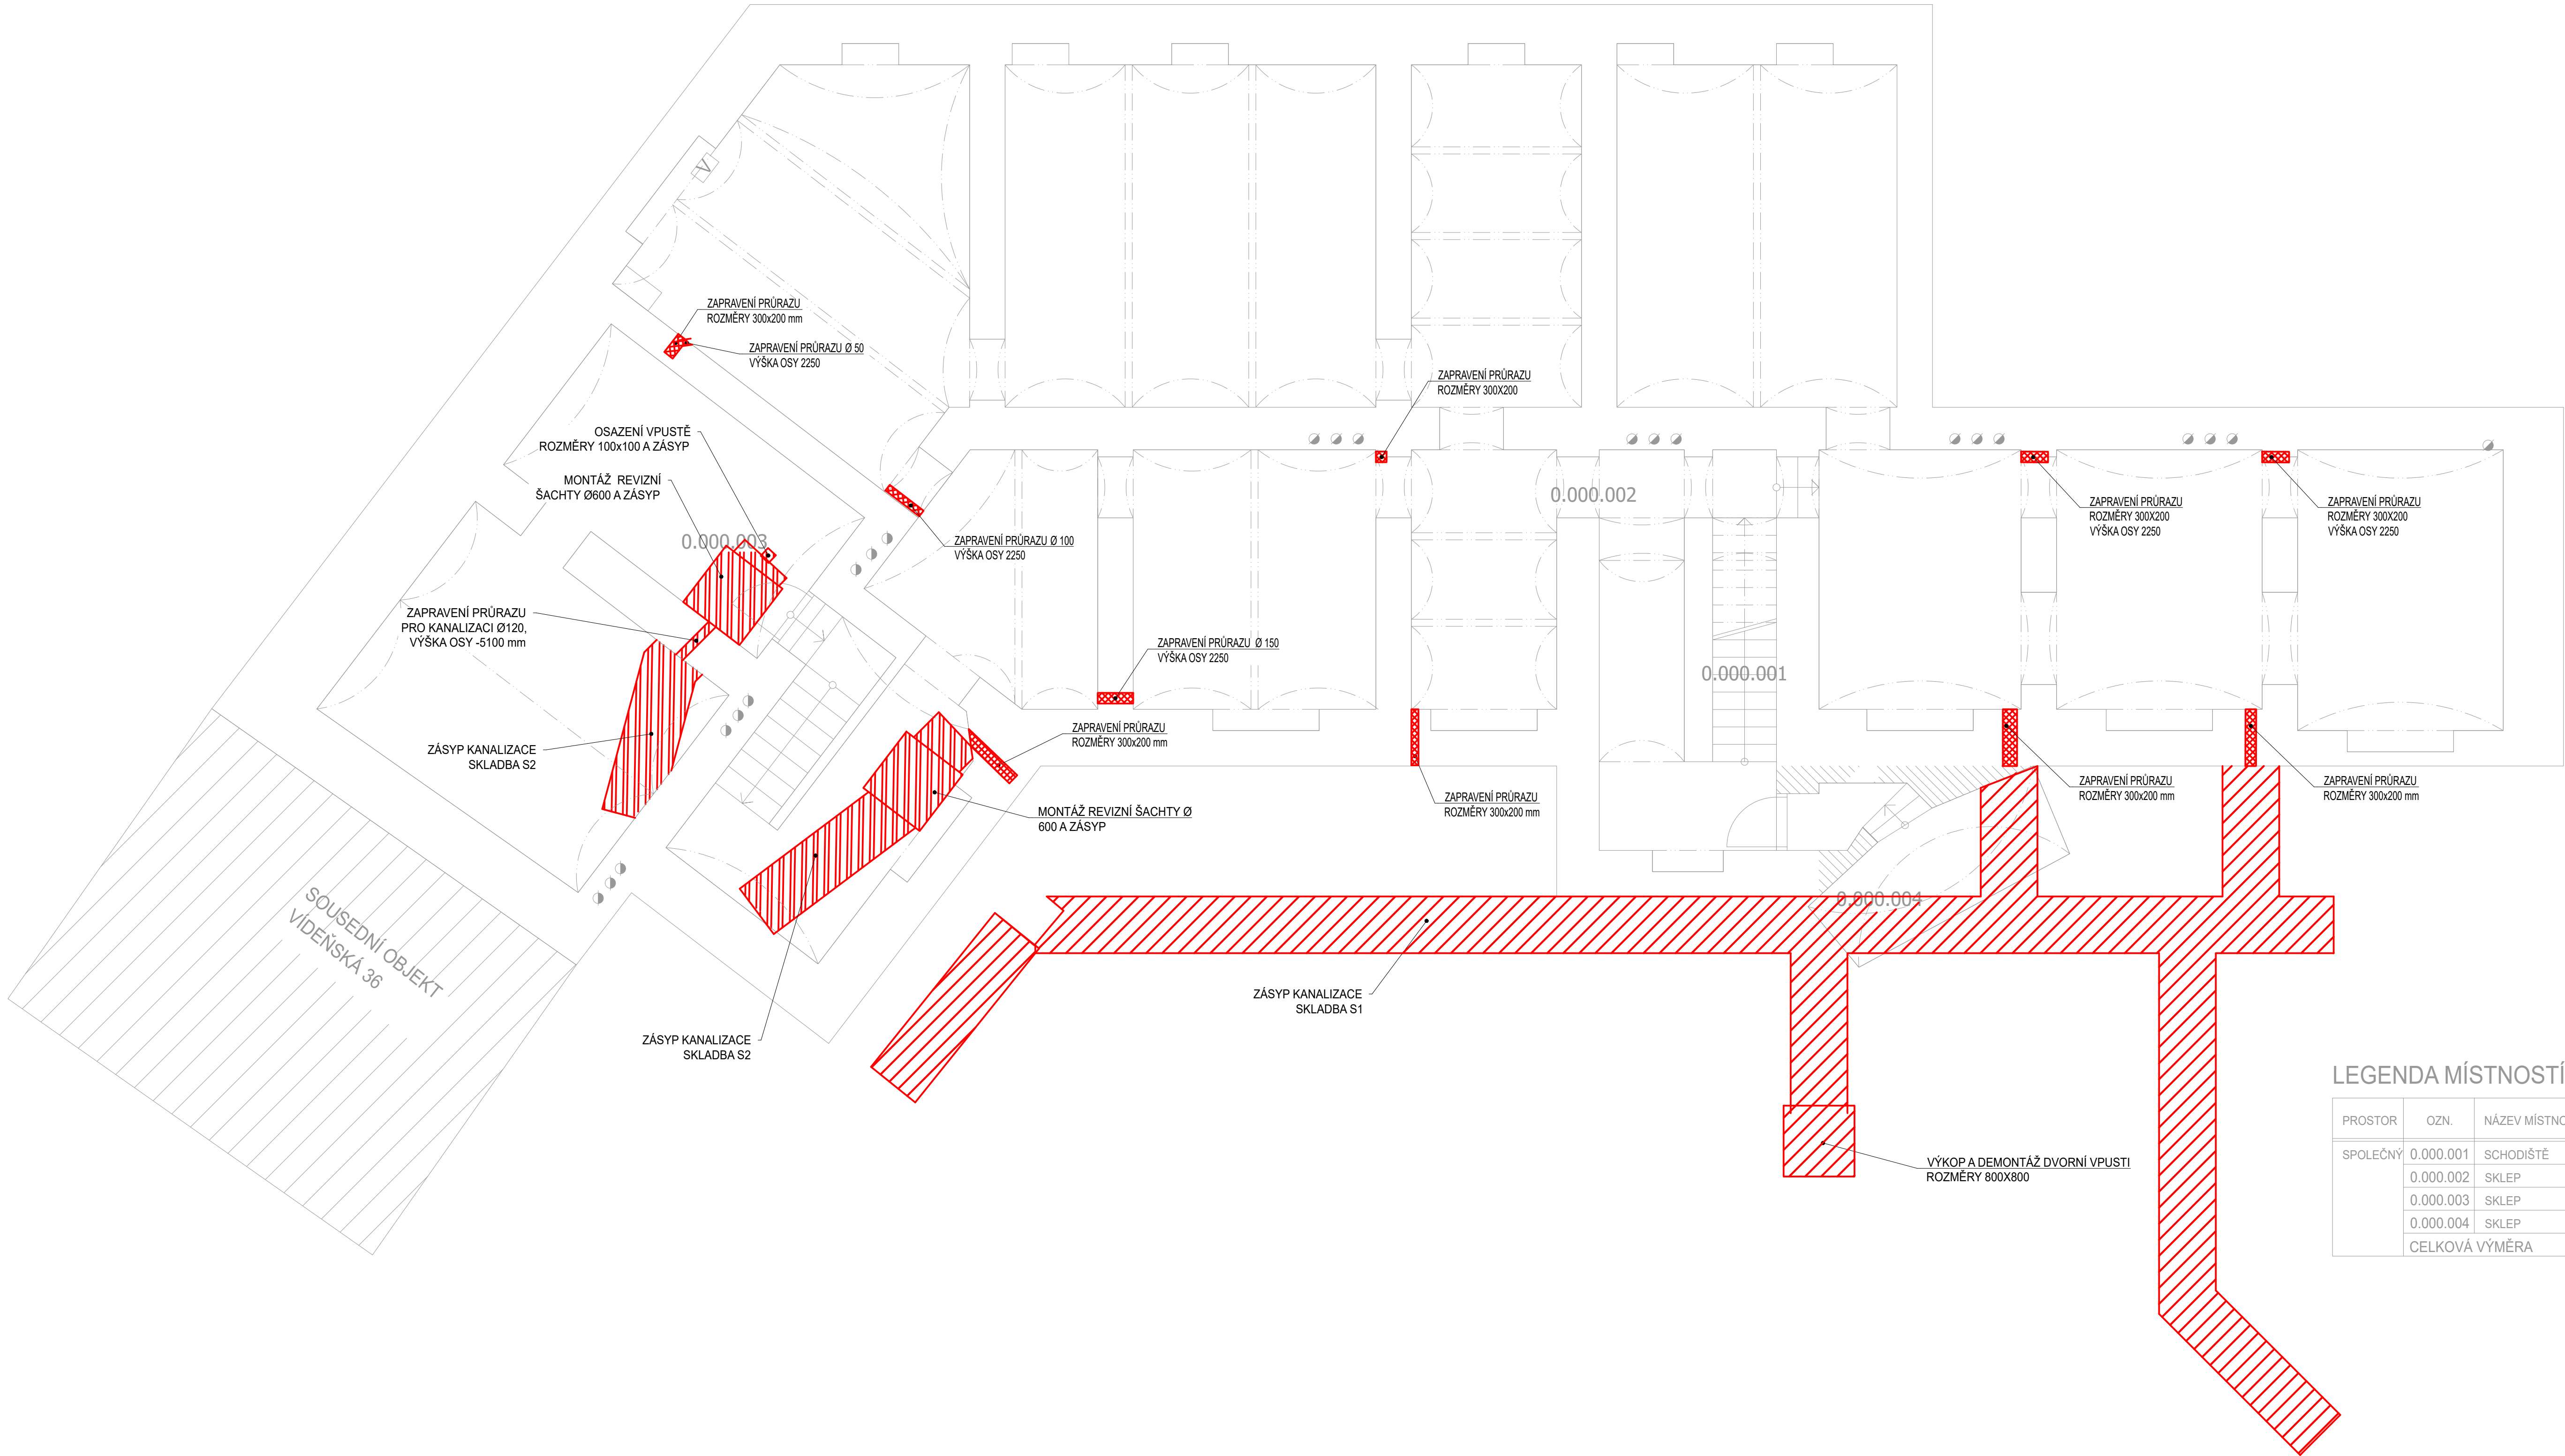 V
ZAPRAVENÍ PRŮRAZU
ROZMĚRY 300x200 mm
ZAPRAVENÍ PRŮRAZU Ø 50
VÝŠKA OSY 2250
ZAPRAVENÍ PRŮRAZU
ROZMĚRY 300X200
OSAZENÍ VPUSTĚ
ROZMĚRY 100x100 A ZÁSYP
MONTÁŽ REVIZNÍ
ŠACHTY Ø600 A ZÁSYP
0.000.003
ZAPRAVENÍ PRŮRAZU Ø 100
VÝŠKA OSY 2250
0.000.002
ZAPRAVENÍ PRŮRAZU
ROZMĚRY 300X200
VÝŠKA OSY 2250
ZAPRAVENÍ PRŮRAZU
ROZMĚRY 300X200
VÝŠKA OSY 2250
ZAPRAVENÍ PRŮRAZU
PRO KANALIZACI Ø120,
VÝŠKA OSY -5100 mm
ZAPRAVENÍ PRŮRAZU Ø 150
VÝŠKA OSY 2250
0.000.001
ZÁSYP KANALIZACE
SKLADBA S2
ZAPRAVENÍ PRŮRAZU
ROZMĚRY 300x200 mm
MONTÁŽ REVIZNÍ ŠACHTY Ø
600 A ZÁSYP
ZAPRAVENÍ PRŮRAZU
ROZMĚRY 300x200 mm
ZAPRAVENÍ PRŮRAZU
ROZMĚRY 300x200 mm
ZAPRAVENÍ PRŮRAZU
ROZMĚRY 300x200 mm
0.000.004
SOUSEDNÍ OBJEKT
VÍDEŇSKÁ 36
ZÁSYP KANALIZACE
SKLADBA S1
ZÁSYP KANALIZACE
SKLADBA S2
VÝKOP A DEMONTÁŽ DVORNÍ VPUSTI
ROZMĚRY 800X800
LEGENDA MÍSTNOSTÍ
PROSTOR OZN. NÁZEV MÍSTNO
SPOLEČNÝ 0.000.001 SCHODIŠTĚ
0.000.002 SKLEP
0.000.003 SKLEP
0.000.004 SKLEP
CELKOVÁ VÝMĚRA